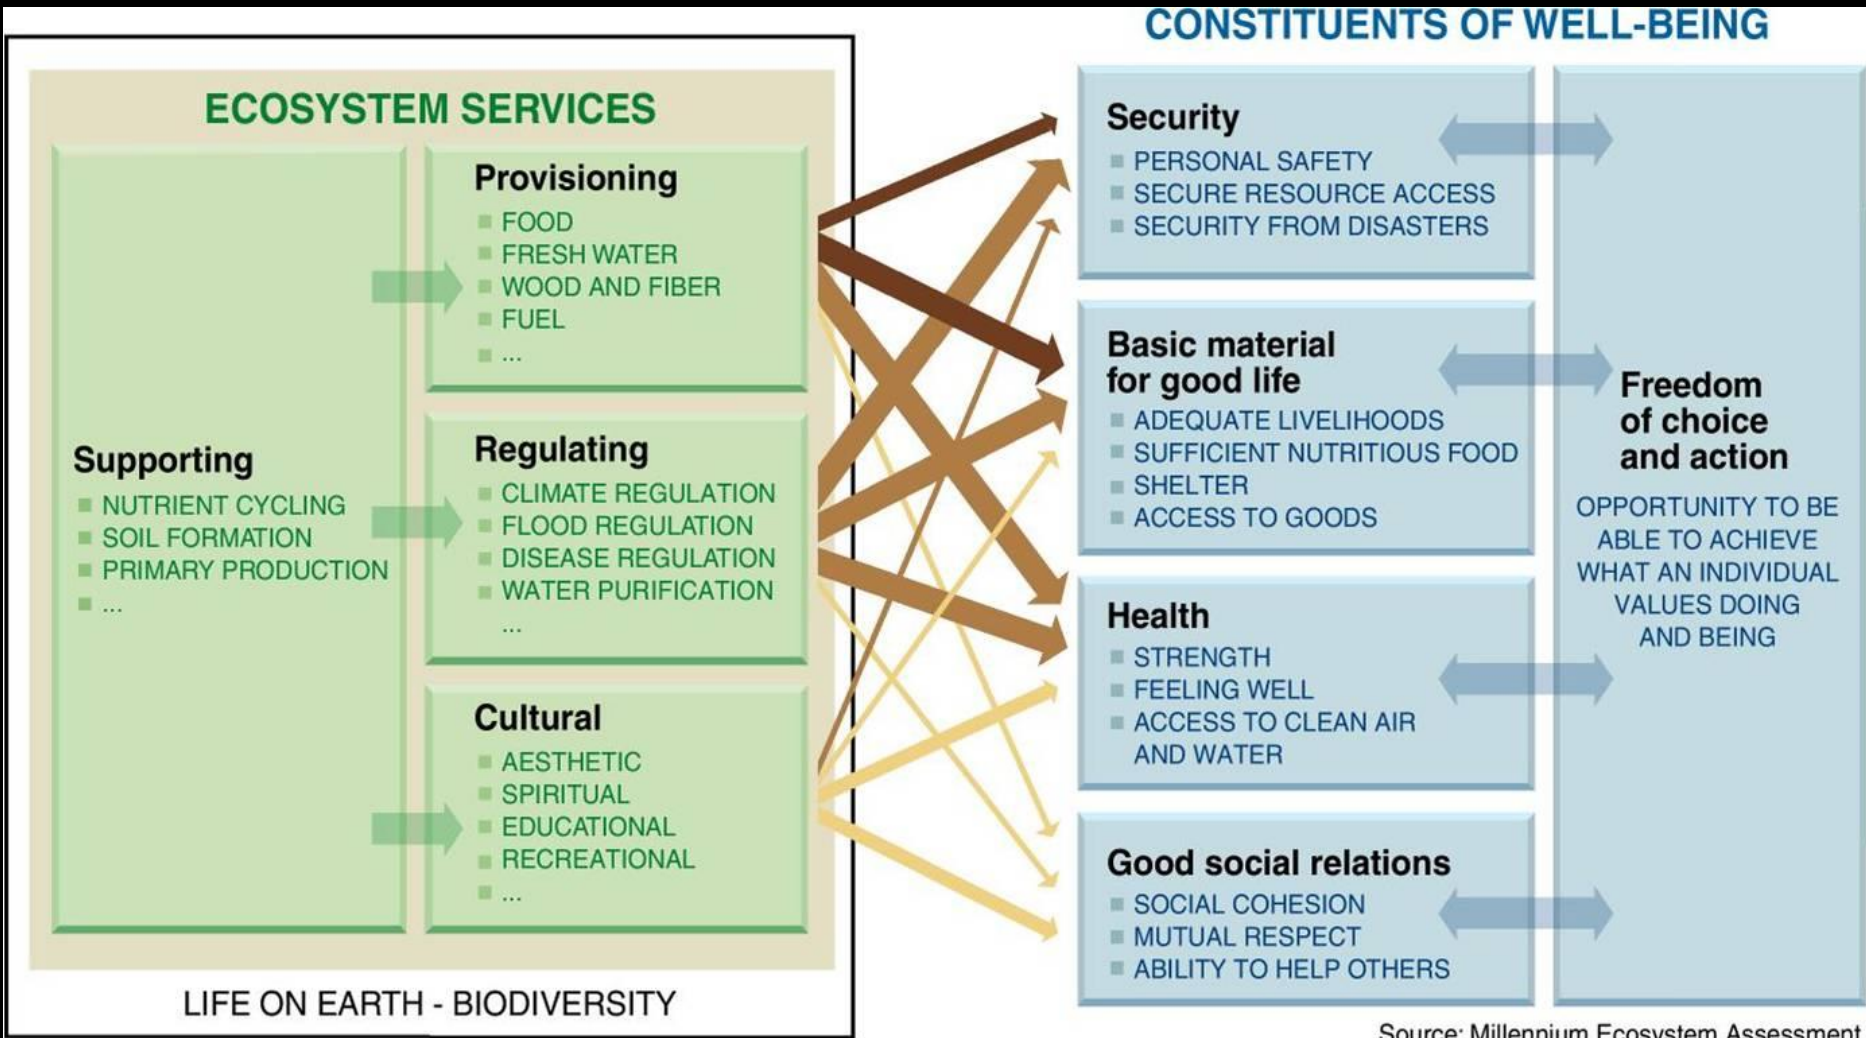 CONSTITUENTS OF WELL-BEING
ECOSYSTEM SERVICES
Supporting
NUTRIENT CYCLING
SOIL FORMATION
PRIMARY PRODUCTION
...
Provisioning
FOOD
FRESH WATER
WOOD AND FIBER
FUEL
...
Regulating
CLIMATE REGULATION
FLOOD REGULATION
DISEASE REGULATION
WATER PURIFICATION
...
Cultural
AESTHETIC
SPIRITUAL
EDUCATIONAL
RECREATIONAL
...
LIFE ON EARTH - BIODIVERSITY
Security
PERSONAL SAFETY
SECURE RESOURCE ACCESS
SECURITY FROM DISASTERS
Basic material
for good life
ADEQUATE LIVELIHOODS
SUFFICIENT NUTRITIOUS FOOD
SHELTER
ACCESS TO GOODS
Health
STRENGTH
FEELING WELL
ACCESS TO CLEAN AIR
AND WATER
Good social relations
SOCIAL COHESION
MUTUAL RESPECT
ABILITY TO HELP OTHERS
Freedom
of choice
and action
OPPORTUNITY TO BE
ABLE TO ACHIEVE
WHAT AN INDIVIDUAL
VALUES DOING
AND BEING
Source: Millennium Ecosystem Assessment